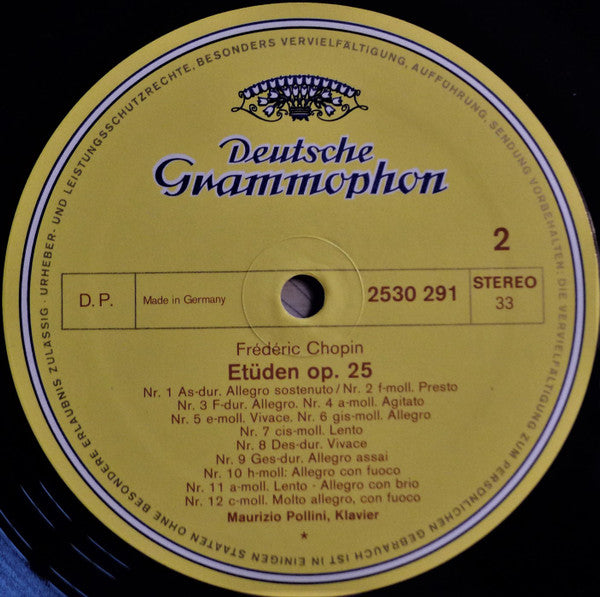 Deutsche
Grammophon
2
D. P.
Made in Germany
2530 291
STEREO
33
Frédéric Chopin
Etüden op. 25
Nr. 1 As-dur. Allegro sostenuto / Nr. 2 f-moll. Presto
Nr. 3 F-dur. Allegro. Nr. 4 a-moll. Agitato
Nr. 5 e-moll. Vivace. Nr. 6 gis-moll. Allegro
Nr. 7 cis-moll. Lento
Nr. 8 Des-dur. Vivace
Nr. 9 Ges-dur. Allegro assai
Nr. 10 h-moll: Allegro con fuoco
Nr. 11 a-moll. Lento - Allegro con brio
Nr. 12 c-moll. Molto allegro, con fuoco
Maurizio Pollini, Klavier
*
URHEBER- UND LEISTUNGSSCHUTZRECHTE, BESONDERS VERVIELFÄLTIGUNG, AUFFÜHRUNG, SENDUNG VORBEHALTEN. DIE VERVIELFÄLTIGUNG ZUM PERSÖNLICHEN GEBRAUCH IST IN EINIGEN STAATEN OHNE BESONDERE ERLAUBNIS ZULÄSSIG ·